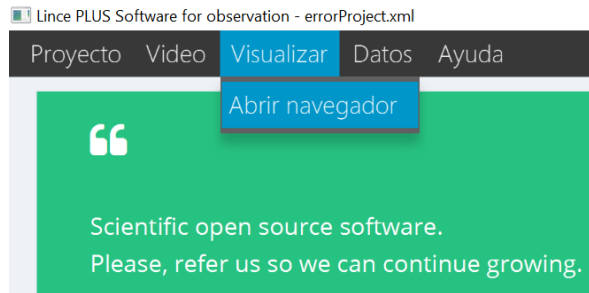 Lince PLUS Software for observation - errorProject.xml
Proyecto Video Visualizar Datos Ayuda
Abrir navegador
“
Scientific open source software.
Please, refer us so we can continue growing.